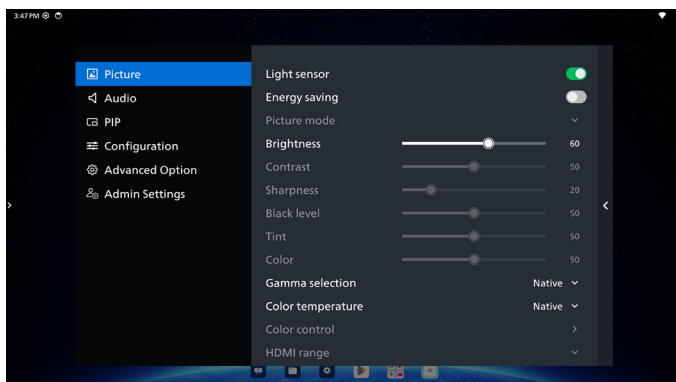 3:47 PM
Picture
Audio
PIP
Configuration
Advanced Option
Admin Settings
Light sensor
Energy saving
Picture mode
Brightness 60
Contrast 50
Sharpness 20
Black level 50
Tint 50
Color 50
Gamma selection Native
Color temperature Native
Color control
HDMI range